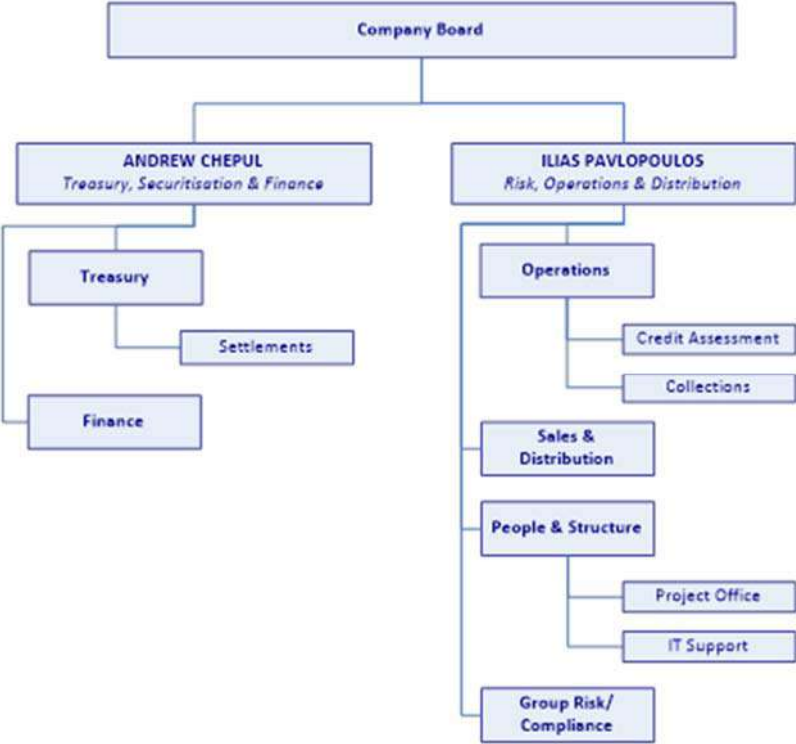 Company Board
ANDREW CHEPUL
Treasury, Securitisation & Finance
ILIAS PAVLOPOULOS
Risk, Operations & Distribution
Treasury
Settlements
Finance
Operations
Credit Assessment
Collections
Sales &
Distribution
People & Structure
Project Office
IT Support
Group Risk/
Compliance